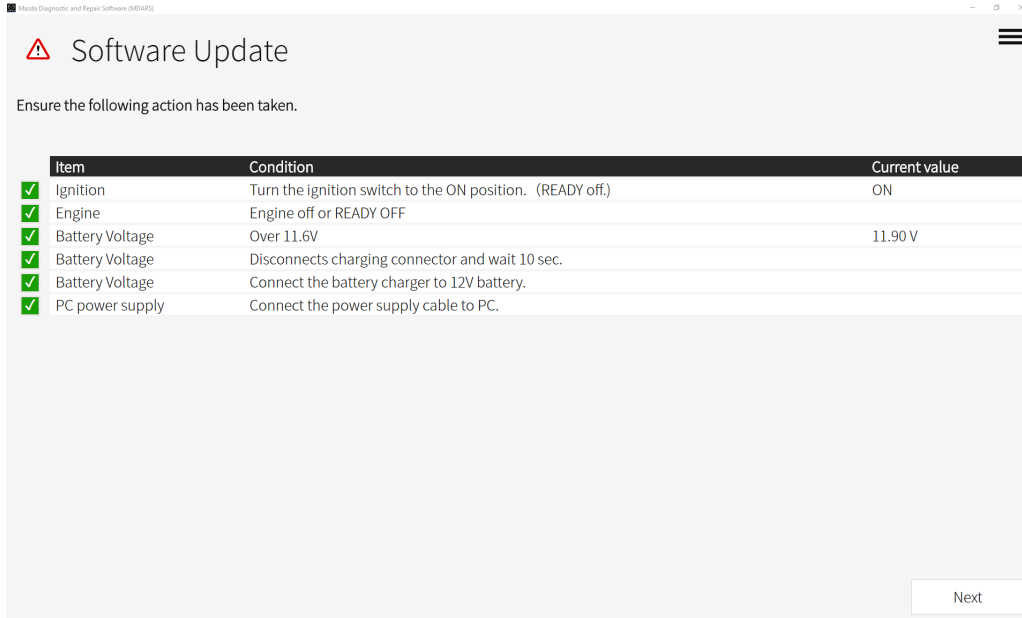 Mazda Diagnostic and Repair Software (MDARS)
Software Update
Ensure the following action has been taken.
Item Condition Current value
Ignition Turn the ignition switch to the ON position. (READY off.) ON
Engine Engine off or READY OFF
Battery Voltage Over 11.6V 11.90 V
Battery Voltage Disconnects charging connector and wait 10 sec.
Battery Voltage Connect the battery charger to 12V battery.
PC power supply Connect the power supply cable to PC.
Next